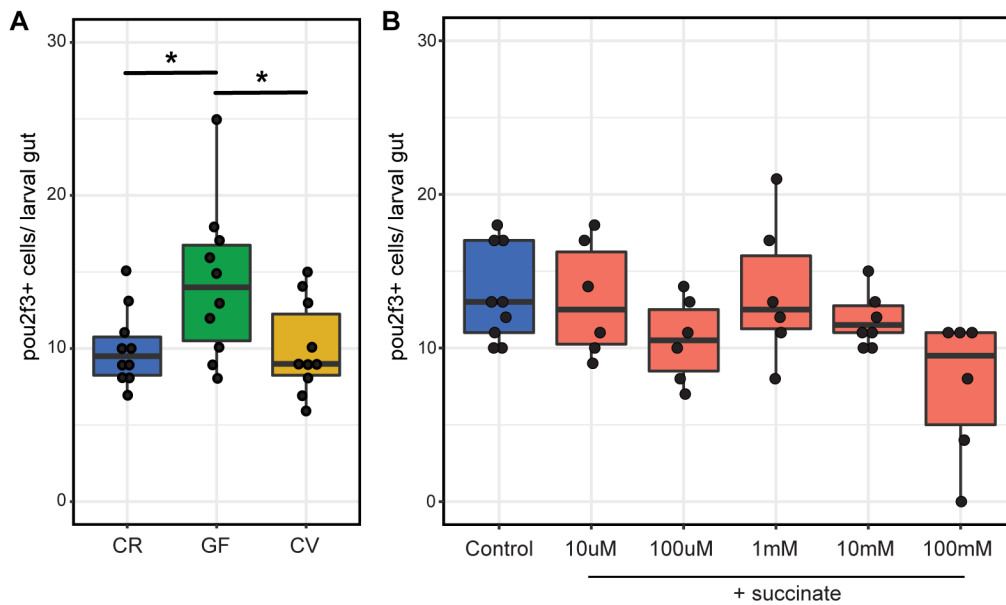 A
pou2f3+ cells/ larval gut
30
20
10
0
* *
CR GF CV
B
pou2f3+ cells/ larval gut
30
20
10
0
Control 10uM 100uM 1mM 10mM 100mM
+ succinate